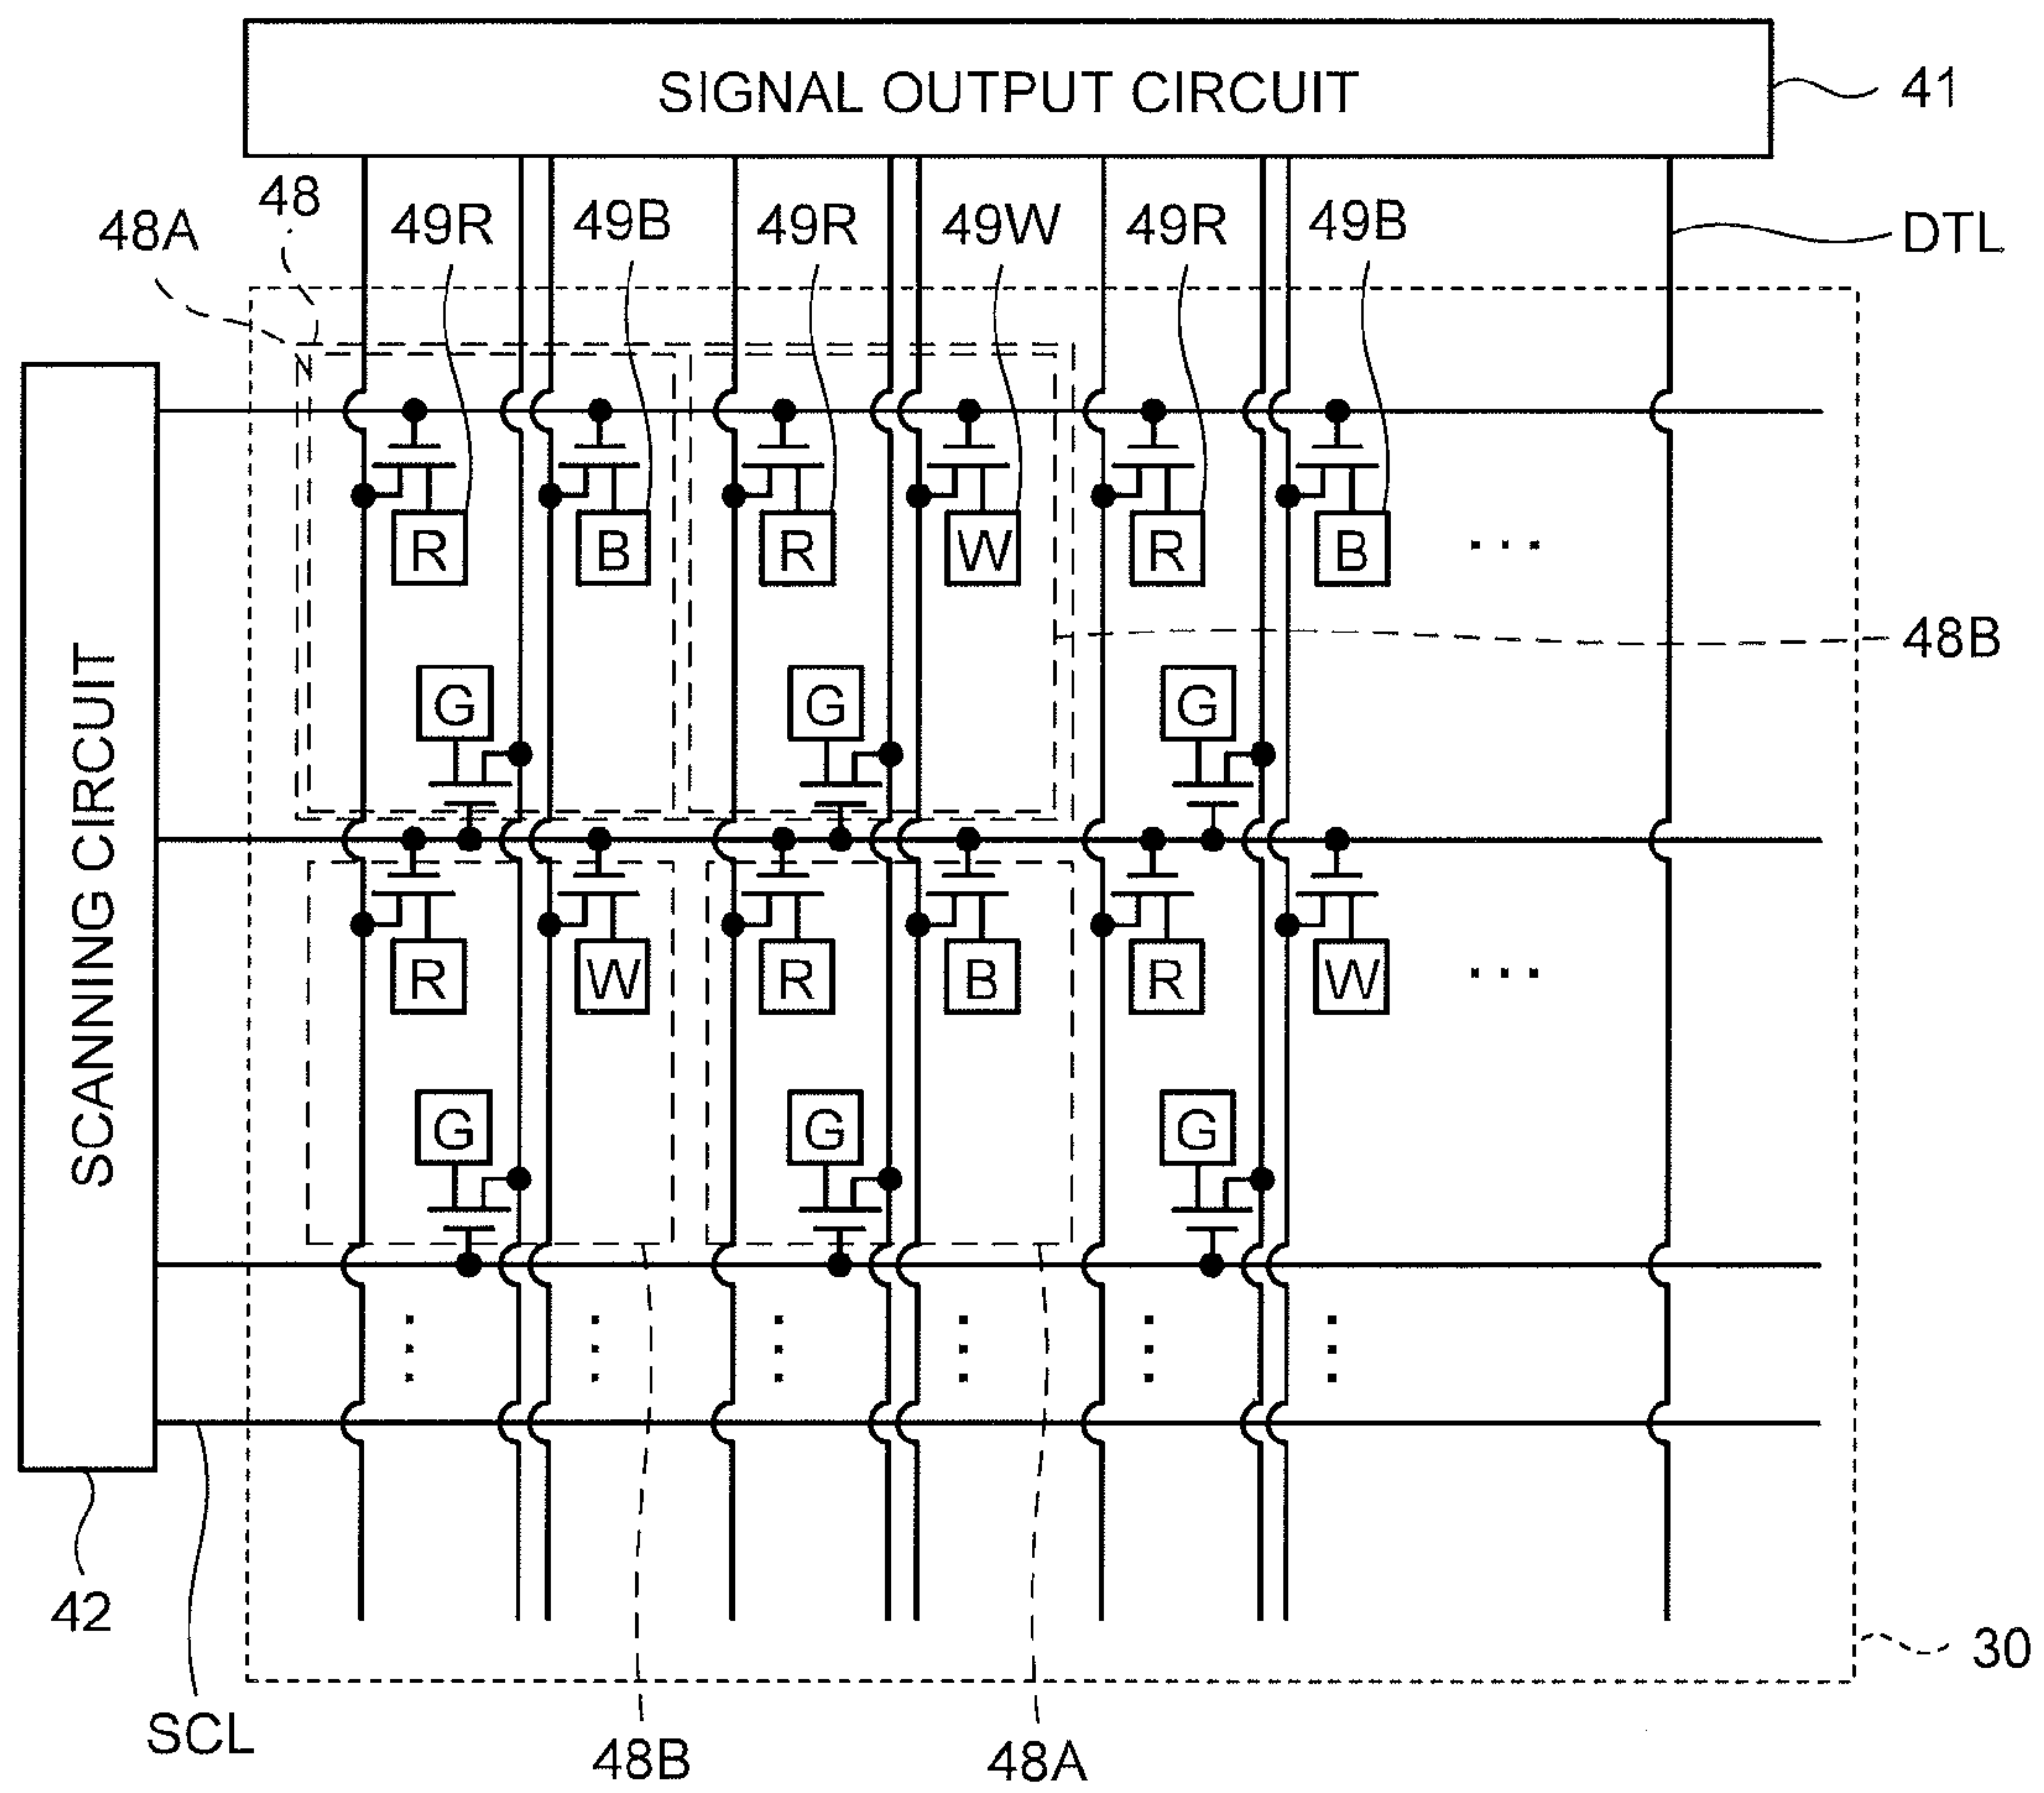 SIGNAL OUTPUT CIRCUIT 41
48
48A 49R 49B 49R 49W 49R 49B DTL
R B R W R B ...
48B
G G G
SCANNING CIRCUIT
R W R B R W ...
G G G
42
30
SCL
48B 48A